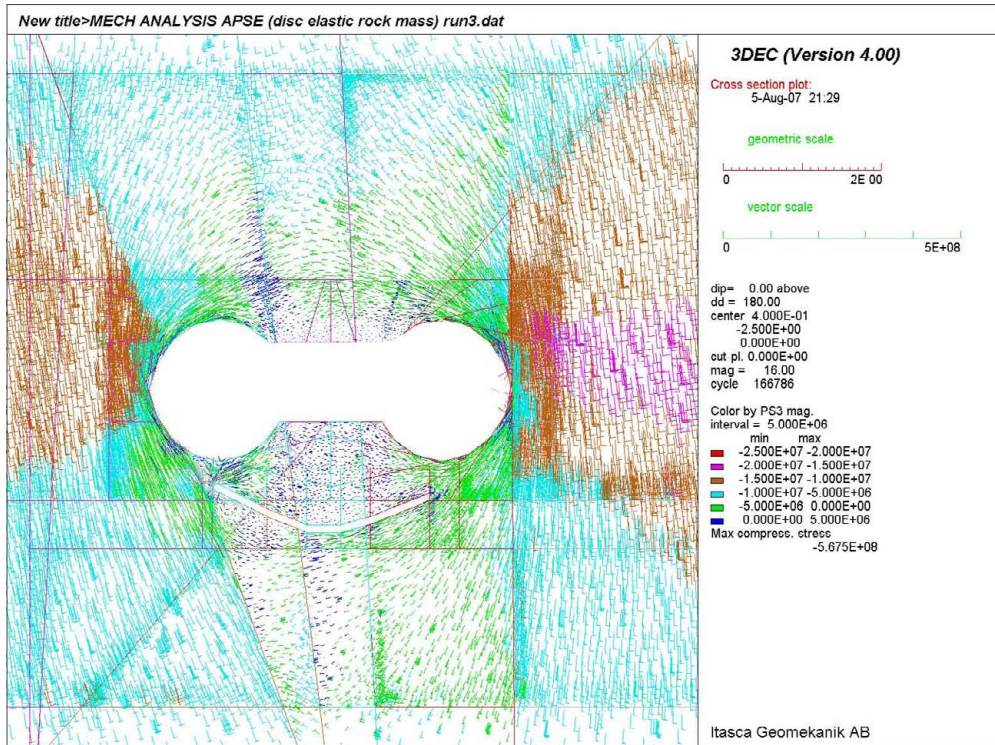 New title>MECH ANALYSIS APSE (disc elastic rock mass) run3.dat
3DEC (Version 4.00)
Cross section plot:
5-Aug-07 21:29
geometric scale
0 2E 00
vector scale
0 5E+08
dip= 0.00 above
dd = 180.00
center 4.000E-01
-2.500E+00
0.000E+00
cut pl. 0.000E+00
mag = 16.00
cycle 166786
Color by PS3 mag.
interval = 5.000E+06
min max
-2.500E+07 -2.000E+07
-2.000E+07 -1.500E+07
-1.500E+07 -1.000E+07
-1.000E+07 -5.000E+06
-5.000E+06 0.000E+00
0.000E+00 5.000E+06
Max compress. stress
-5.675E+08
Itasca Geomekanik AB